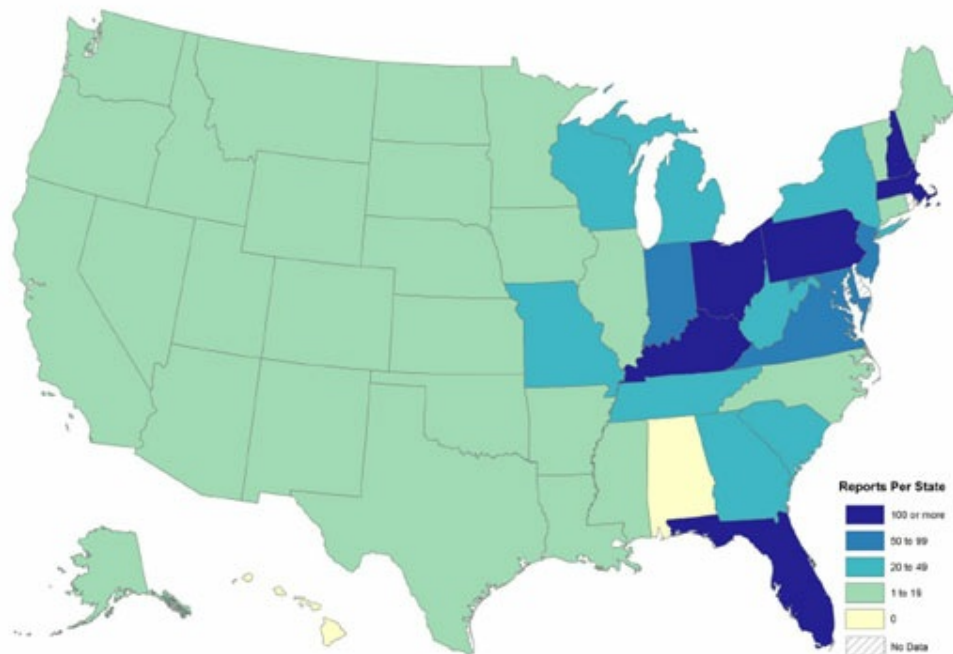 Reports Per State
100 or more
50 to 99
20 to 49
1 to 19
0
No Data